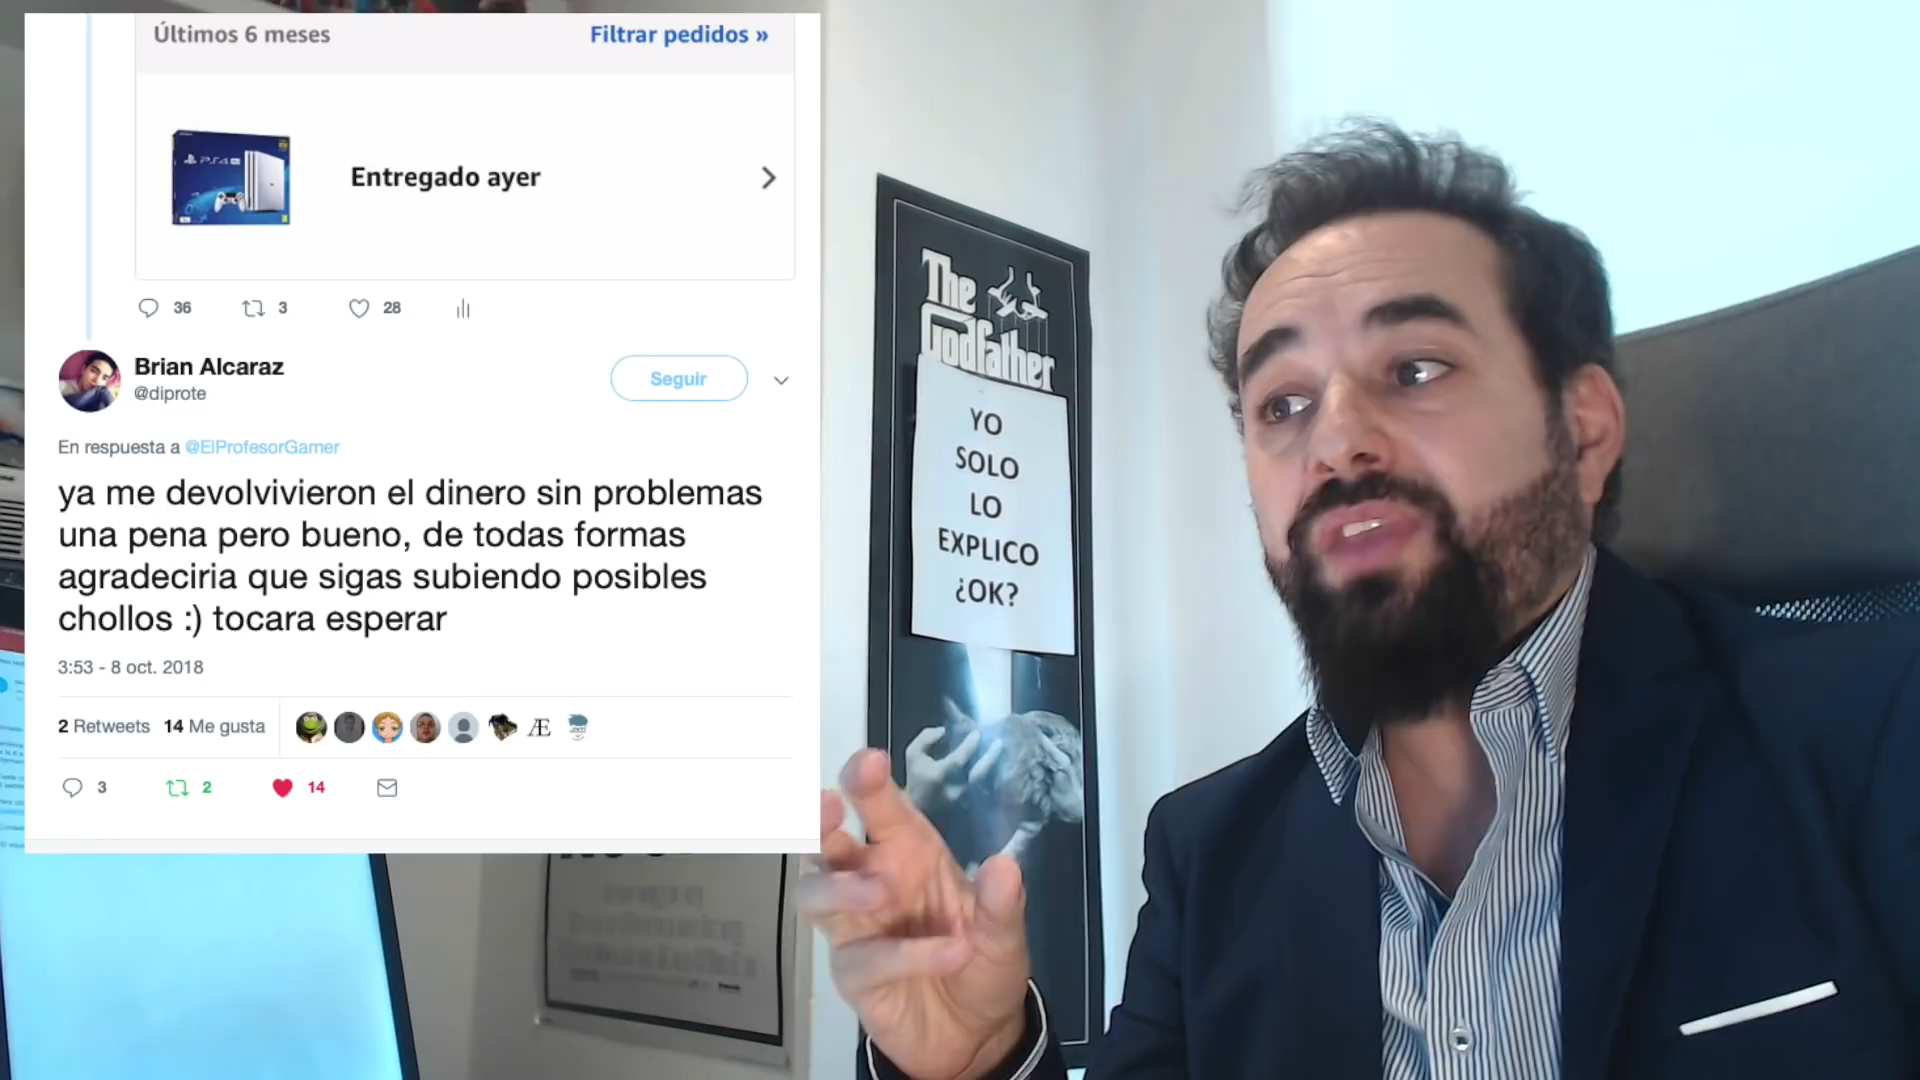 Últimos 6 meses
Filtrar pedidos »
PS4
Entregado ayer
36
3
28
Brian Alcaraz
@diprote
Seguir
En respuesta a @ElProfesorGamer
ya me devolvivieron el dinero sin problemas
una pena pero bueno, de todas formas
agradeciria que sigas subiendo posibles
chollos :) tocara esperar
3:53 - 8 oct. 2018
2 Retweets 14 Me gusta
Æ
3
2
14
The
Godfather
YO
SOLO
LO
EXPLICO
¿OK?